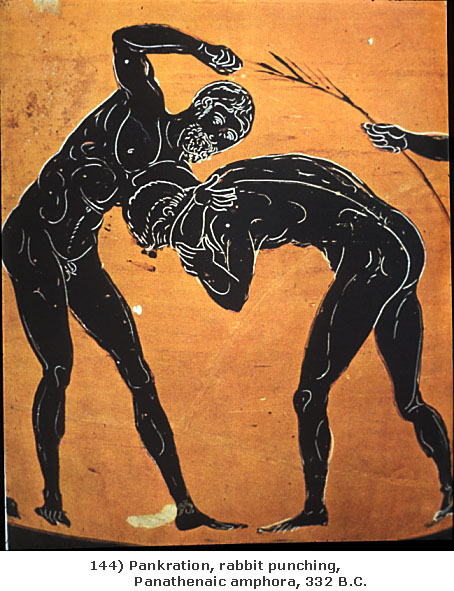 144) Pankration, rabbit punching,
Panathenaic amphora, 332 B.C.